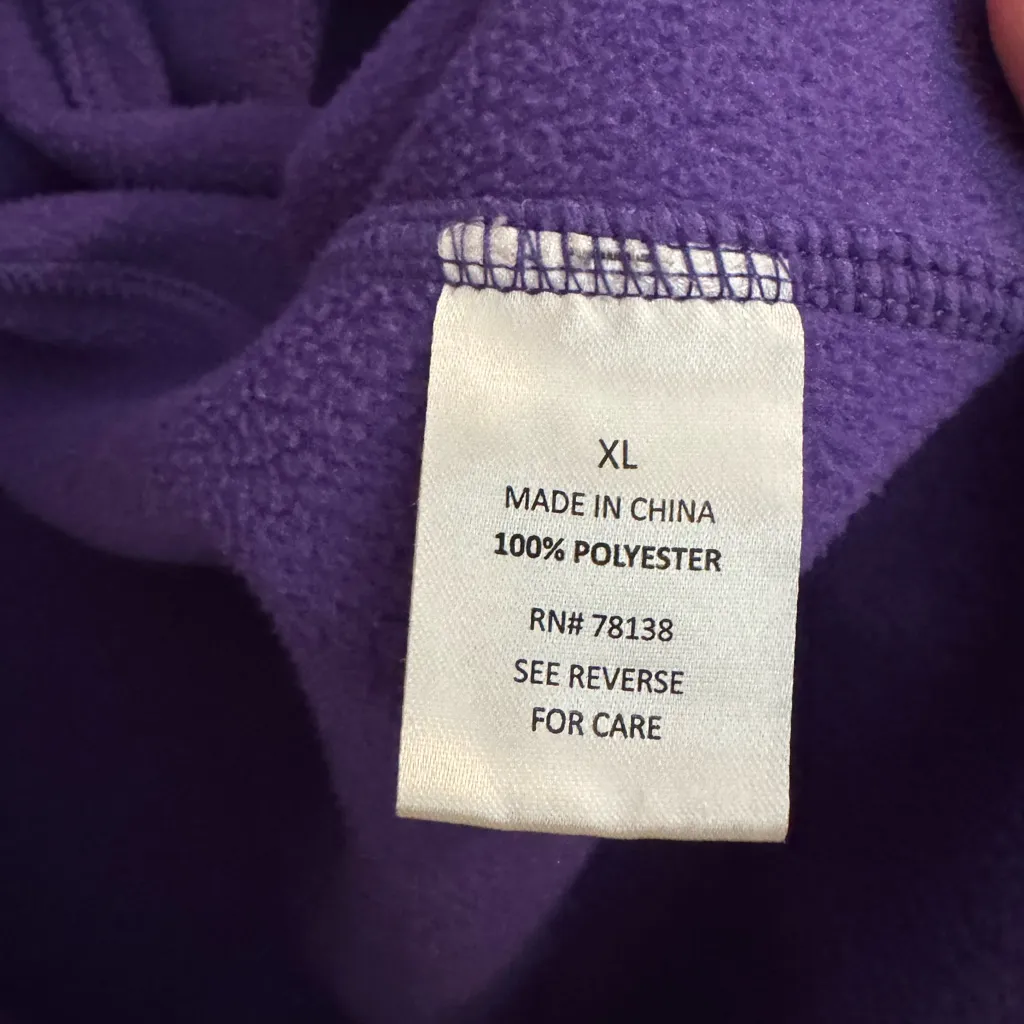 XL
MADE IN CHINA
100% POLYESTER
RN# 78138
SEE REVERSE
FOR CARE